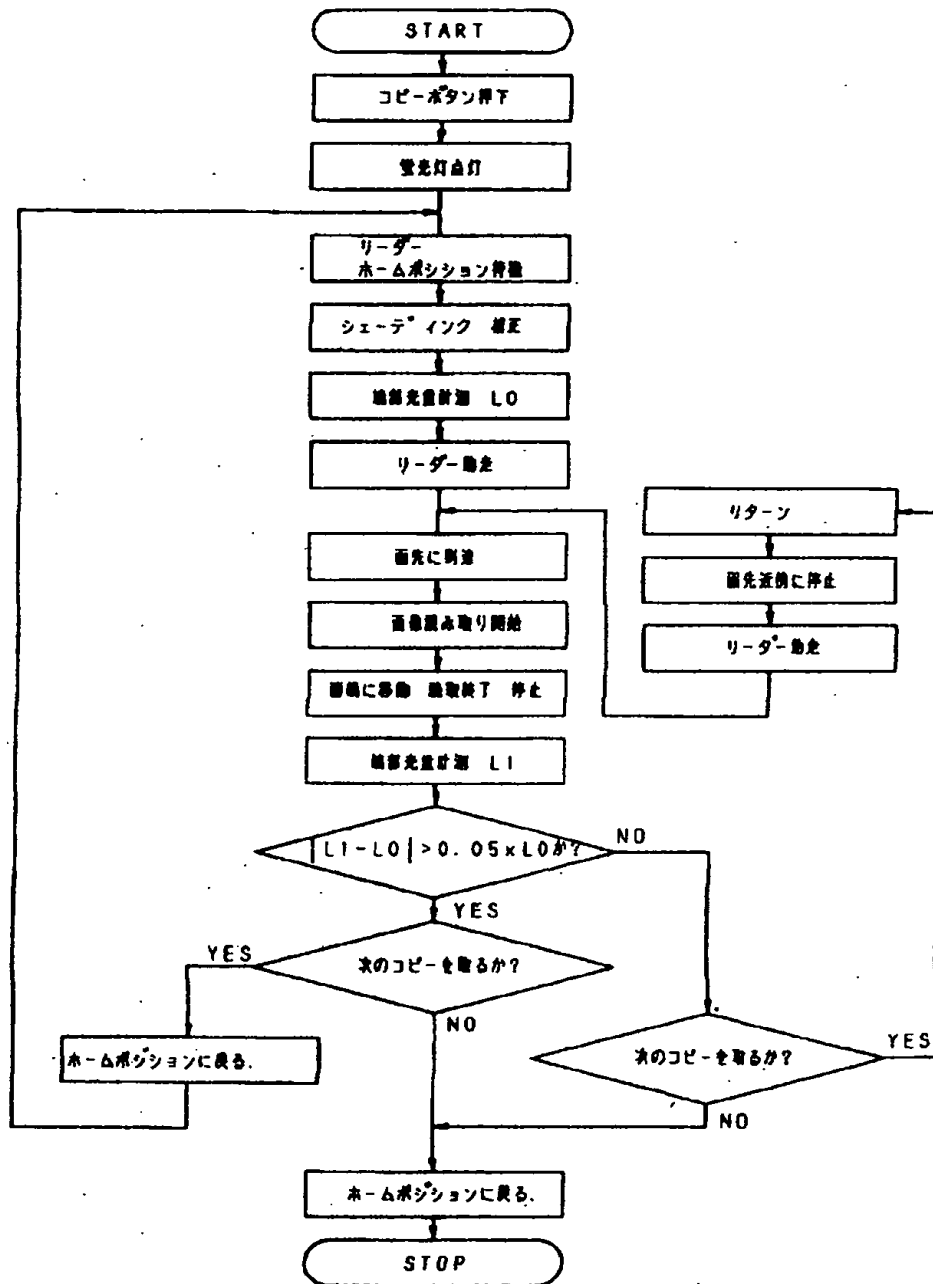 START
コピーボタン押下
蛍光灯点灯
リーダー
ホームポジション待機
シェーディンク 補正
端部光量計測 L0
リーダー助走
リターン
画先に到達
画先近傍に停止
画像読み取り開始
リーダー助走
後端に移動 読取終了 停止
端部光量計測 L1
|L1-L0|>0.05×L0か?
NO
YES
YES
次のコピーを取るか?
NO
ホームポジションに戻る.
次のコピーを取るか?
YES
NO
ホームポジションに戻る.
STOP